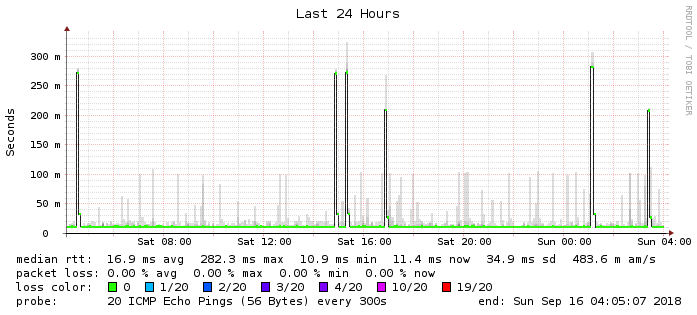 Last 24 Hours
RRDTOOL / TOBI OETIKER
Seconds
300 m
250 m
200 m
150 m
100 m
50 m
0
Sat 08:00 Sat 12:00 Sat 16:00 Sat 20:00 Sun 00:00 Sun 04:00
median rtt: 16.9 ms avg 282.3 ms max 10.9 ms min 11.4 ms now 34.9 ms sd 483.6 m am/s
packet loss: 0.00 % avg 0.00 % max 0.00 % min 0.00 % now
loss color: 0 1/20 2/20 3/20 4/20 10/20 19/20
probe: 20 ICMP Echo Pings (56 Bytes) every 300s end: Sun Sep 16 04:05:07 2018